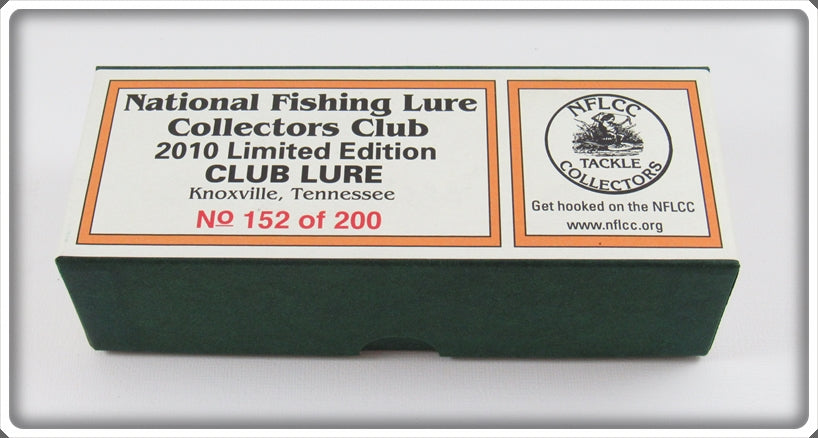 National Fishing Lure
Collectors Club
2010 Limited Edition
CLUB LURE
Knoxville, Tennessee
No 152 of 200
NFLCC
TACKLE
COLLECTORS
Get hooked on the NFLCC
www.nflcc.org